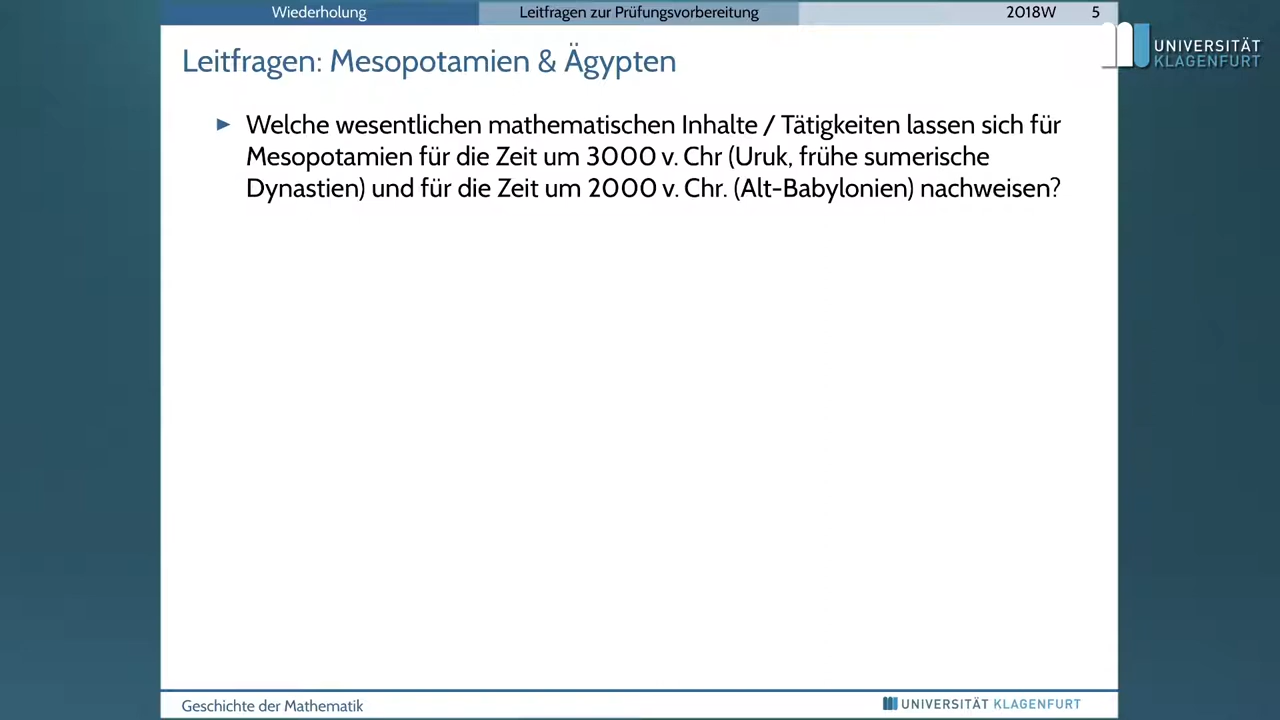 Wiederholung Leitfragen zur Prüfungsvorbereitung 2018W 5
UNIVERSITÄT
KLAGENFURT
Leitfragen: Mesopotamien & Ägypten
► Welche wesentlichen mathematischen Inhalte / Tätigkeiten lassen sich für
Mesopotamien für die Zeit um 3000 v. Chr (Uruk, frühe sumerische
Dynastien) und für die Zeit um 2000 v. Chr. (Alt-Babylonien) nachweisen?
Geschichte der Mathematik UNIVERSITÄT KLAGENFURT